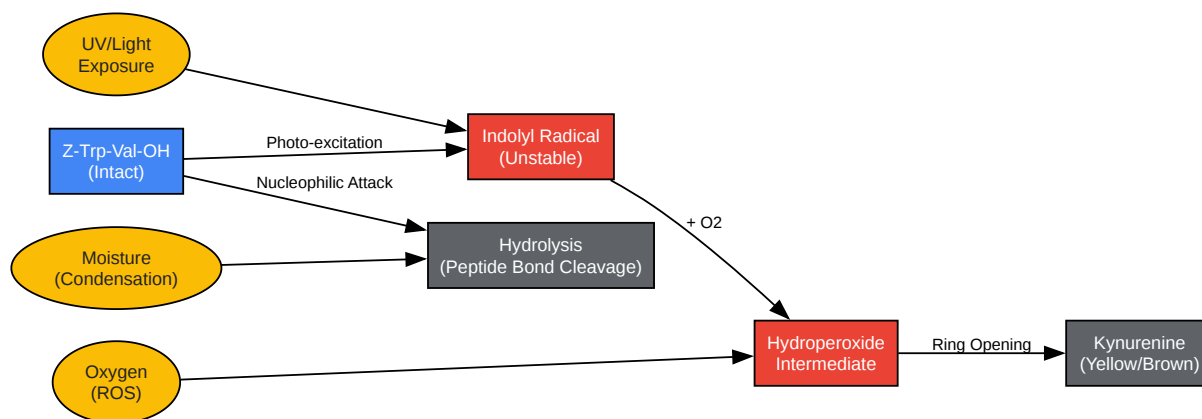 UV/Light
Exposure
Z-Trp-Val-OH
(Intact)
Photo-excitation
Nucleophilic Attack
Indolyl Radical
(Unstable)
+ O2
Moisture
(Condensation)
Hydrolysis
(Peptide Bond Cleavage)
Oxygen
(ROS)
Hydroperoxide
Intermediate
Ring Opening
Kynurenine
(Yellow/Brown)